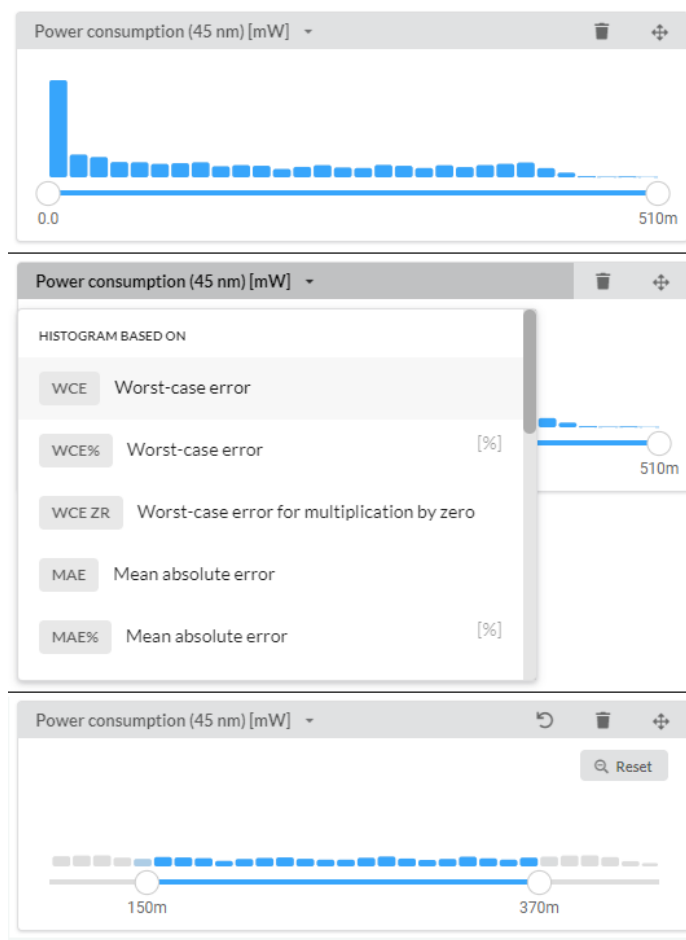 Power consumption (45 nm) [mW]
0.0 510m
Power consumption (45 nm) [mW]
HISTOGRAM BASED ON
WCE Worst-case error
WCE% Worst-case error [%]
510m
WCE ZR Worst-case error for multiplication by zero
MAE Mean absolute error
MAE% Mean absolute error [%]
Power consumption (45 nm) [mW]
Reset
150m 370m